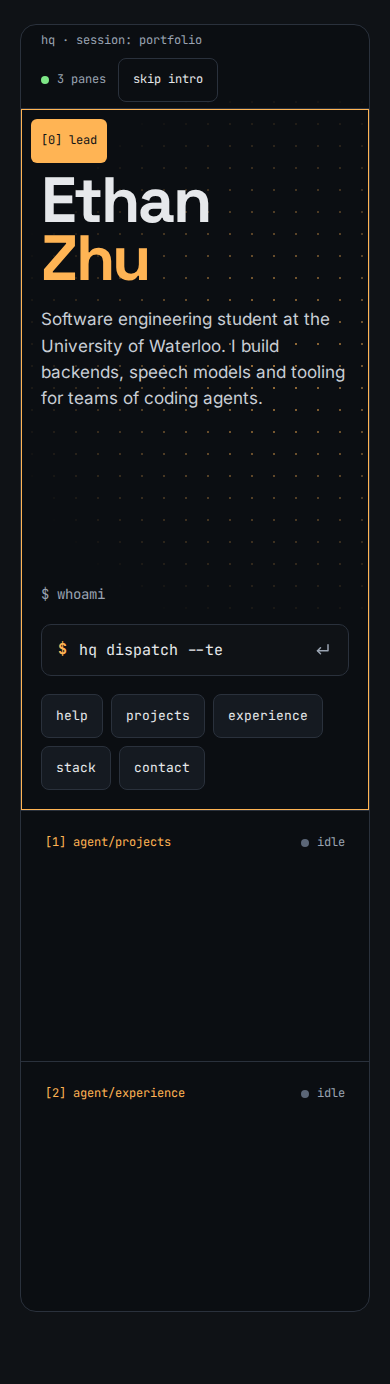 hq · session: portfolio
3 panes skip intro
[0] lead
Ethan
Zhu
Software engineering student at the
University of Waterloo. I build
backends, speech models and tooling
for teams of coding agents.
$ whoami
$ hq dispatch --te
help projects experience
stack contact
[1] agent/projects idle
[2] agent/experience idle